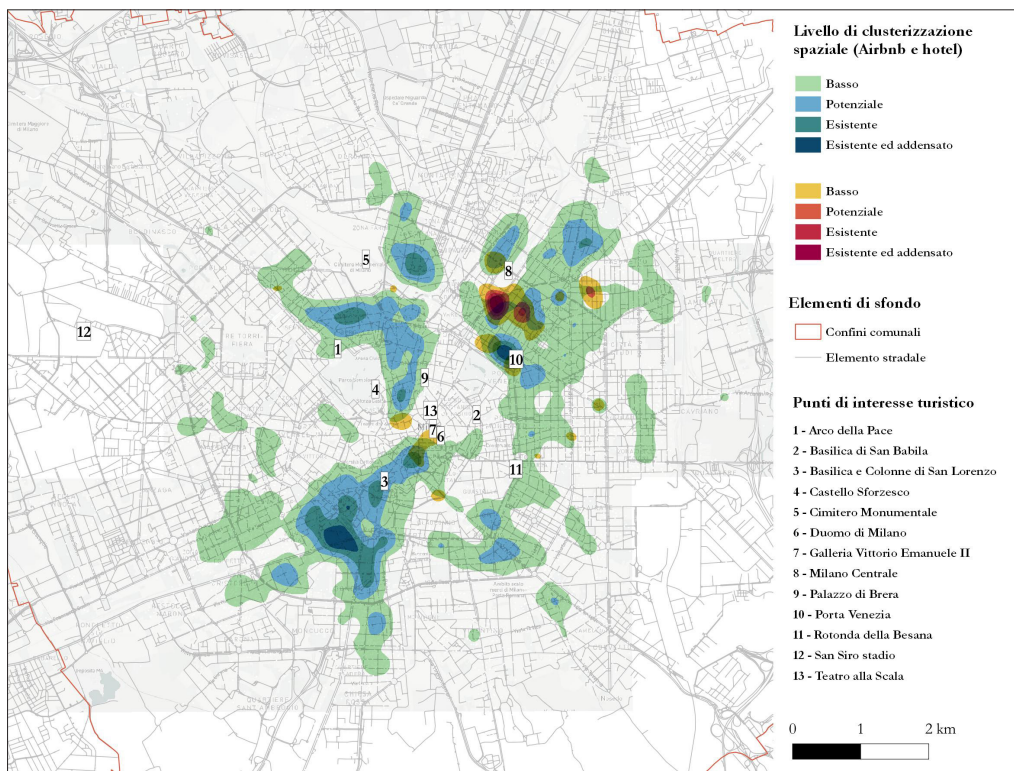 Livello di clusterizzazione
spaziale (Airbnb e hotel)
Basso
Potenziale
Esistente
Esistente ed addensato
Basso
Potenziale
Esistente
Esistente ed addensato
Elementi di sfondo
Confini comunali
Elemento stradale
Punti di interesse turistico
1 - Arco della Pace
2 - Basilica di San Babila
3 - Basilica e Colonne di San Lorenzo
4 - Castello Sforzesco
5 - Cimitero Monumentale
6 - Duomo di Milano
7 - Galleria Vittorio Emanuele II
8 - Milano Centrale
9 - Palazzo di Brera
10 - Porta Venezia
11 - Rotonda della Besana
12 - San Siro stadio
13 - Teatro alla Scala
0 1 2 km
5
8
12
1
10
9
4
13
2
7
6
11
3